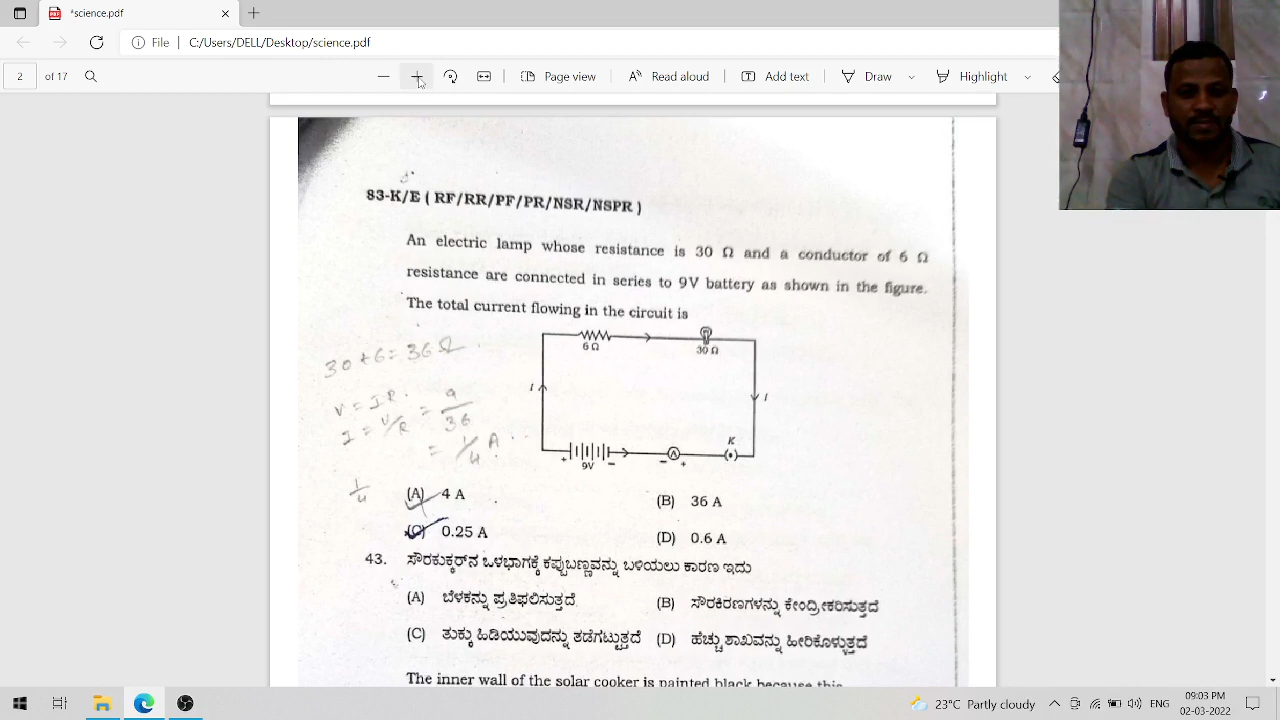 *science.pdf
File
C:/Users/DELL/Desktop/science.pdf
2 of 17
Page view
Read aloud
Add text
Draw
Highlight
83-K/E ( RF/RR/PF/PR/NSR/NSPR )
An electric lamp whose resistance is 30 Ω and a conductor of 6 Ω
resistance are connected in series to 9V battery as shown in the figure.
The total current flowing in the circuit is
6 Ω
30 Ω
I
I
K
+ 9V −
− A +
30 + 6 = 36 Ω
V = IR
I = V/R = 9/36
= 1/4 A
1/4
(A) 4 A
(B) 36 A
(C) 0.25 A
(D) 0.6 A
43. ಸೌರಕುಕ್ಕರ್‌ನ ಒಳಭಾಗಕ್ಕೆ ಕಪ್ಪುಬಣ್ಣವನ್ನು ಬಳಿಯಲು ಕಾರಣ ಇದು
(A) ಬೆಳಕನ್ನು ಪ್ರತಿಫಲಿಸುತ್ತದೆ
(B) ಸೌರಕಿರಣಗಳನ್ನು ಕೇಂದ್ರೀಕರಿಸುತ್ತದೆ
(C) ತುಕ್ಕು ಹಿಡಿಯುವುದನ್ನು ತಡೆಗಟ್ಟುತ್ತದೆ
(D) ಹೆಚ್ಚು ಶಾಖವನ್ನು ಹೀರಿಕೊಳ್ಳುತ್ತದೆ
The inner wall of the solar cooker is painted black because this
23°C Partly cloudy
ENG
09:03 PM
02-03-2022